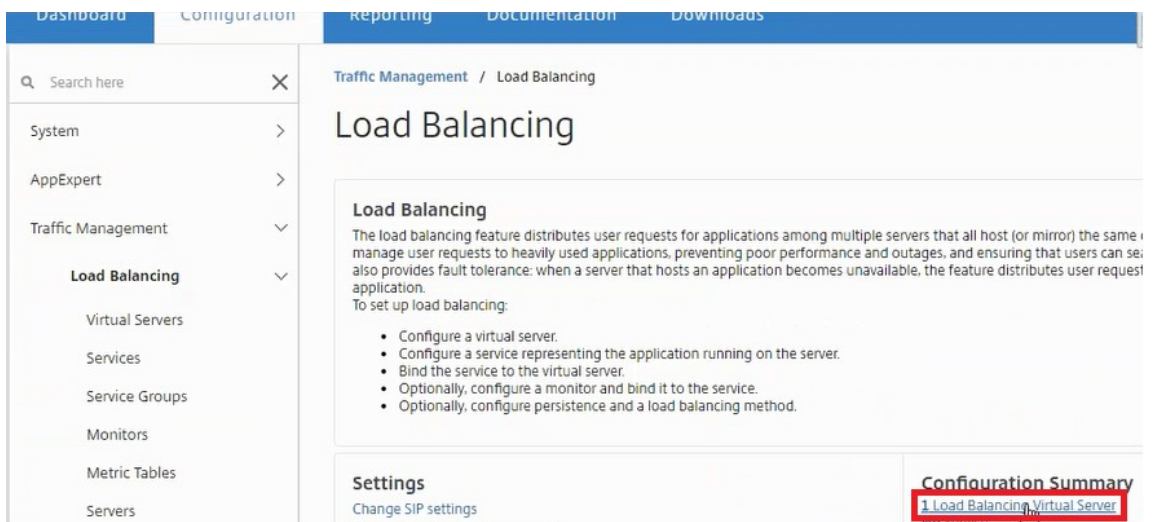 Dashboard Configuration Reporting Documentation Downloads
Search here
System
AppExpert
Traffic Management
Load Balancing
Virtual Servers
Services
Service Groups
Monitors
Metric Tables
Servers
Traffic Management / Load Balancing
Load Balancing
Load Balancing
The load balancing feature distributes user requests for applications among multiple servers that all host (or mirror) the same
manage user requests to heavily used applications, preventing poor performance and outages, and ensuring that users can
also provides fault tolerance: when a server that hosts an application becomes unavailable, the feature distributes user
application.
To set up load balancing:
• Configure a virtual server.
• Configure a service representing the application running on the server.
• Bind the service to the virtual server.
• Optionally, configure a monitor and bind it to the service.
• Optionally, configure persistence and a load balancing method.
Settings
Change SIP settings
Configuration Summary
1 Load Balancing Virtual Server